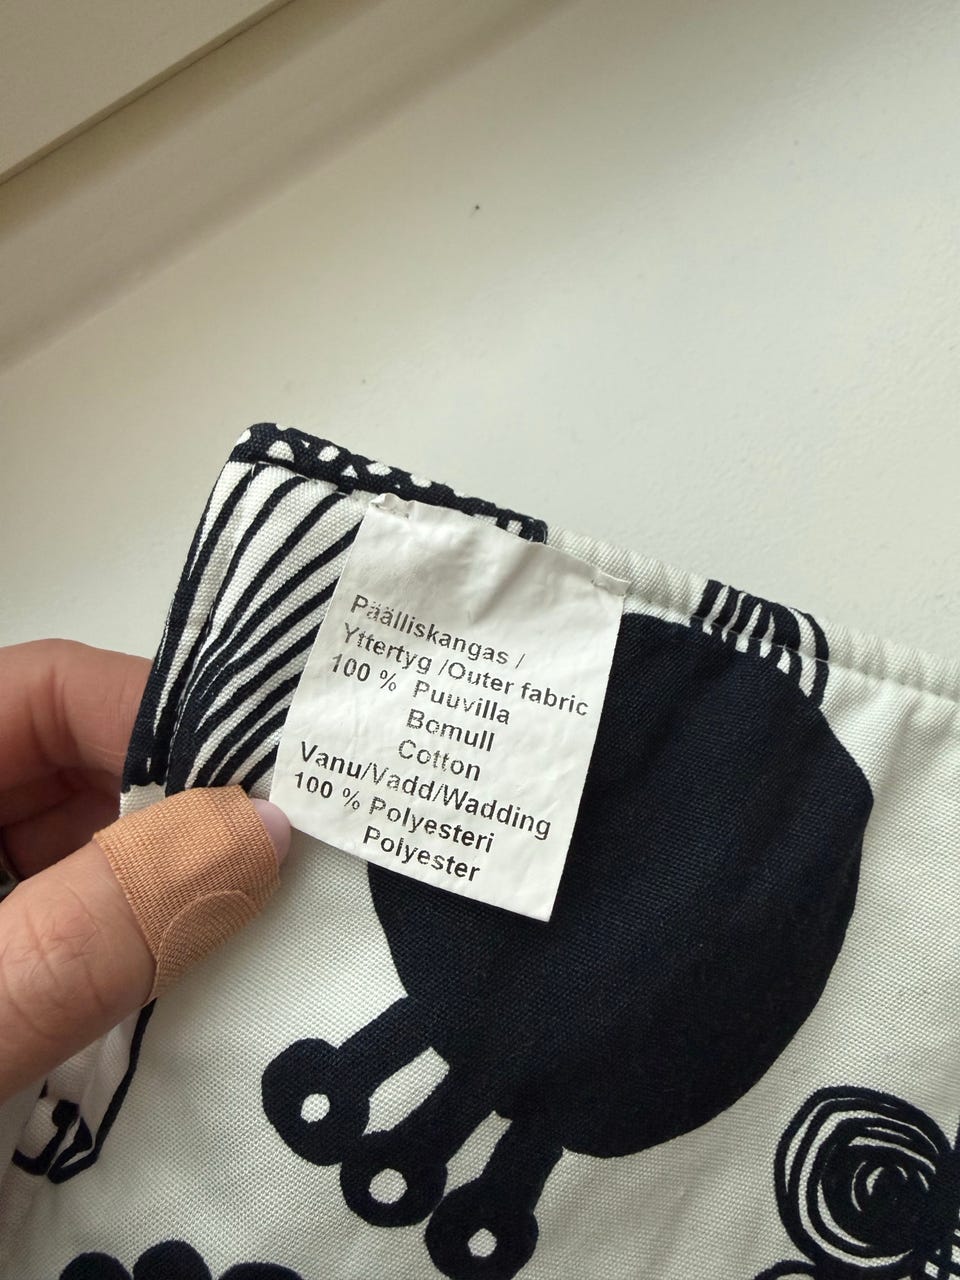 Päälliskangas /
Yttertyg /Outer fabric
100 % Puuvilla
Bomull
Cotton
Vanu/Vadd/Wadding
100 % Polyesteri
Polyester